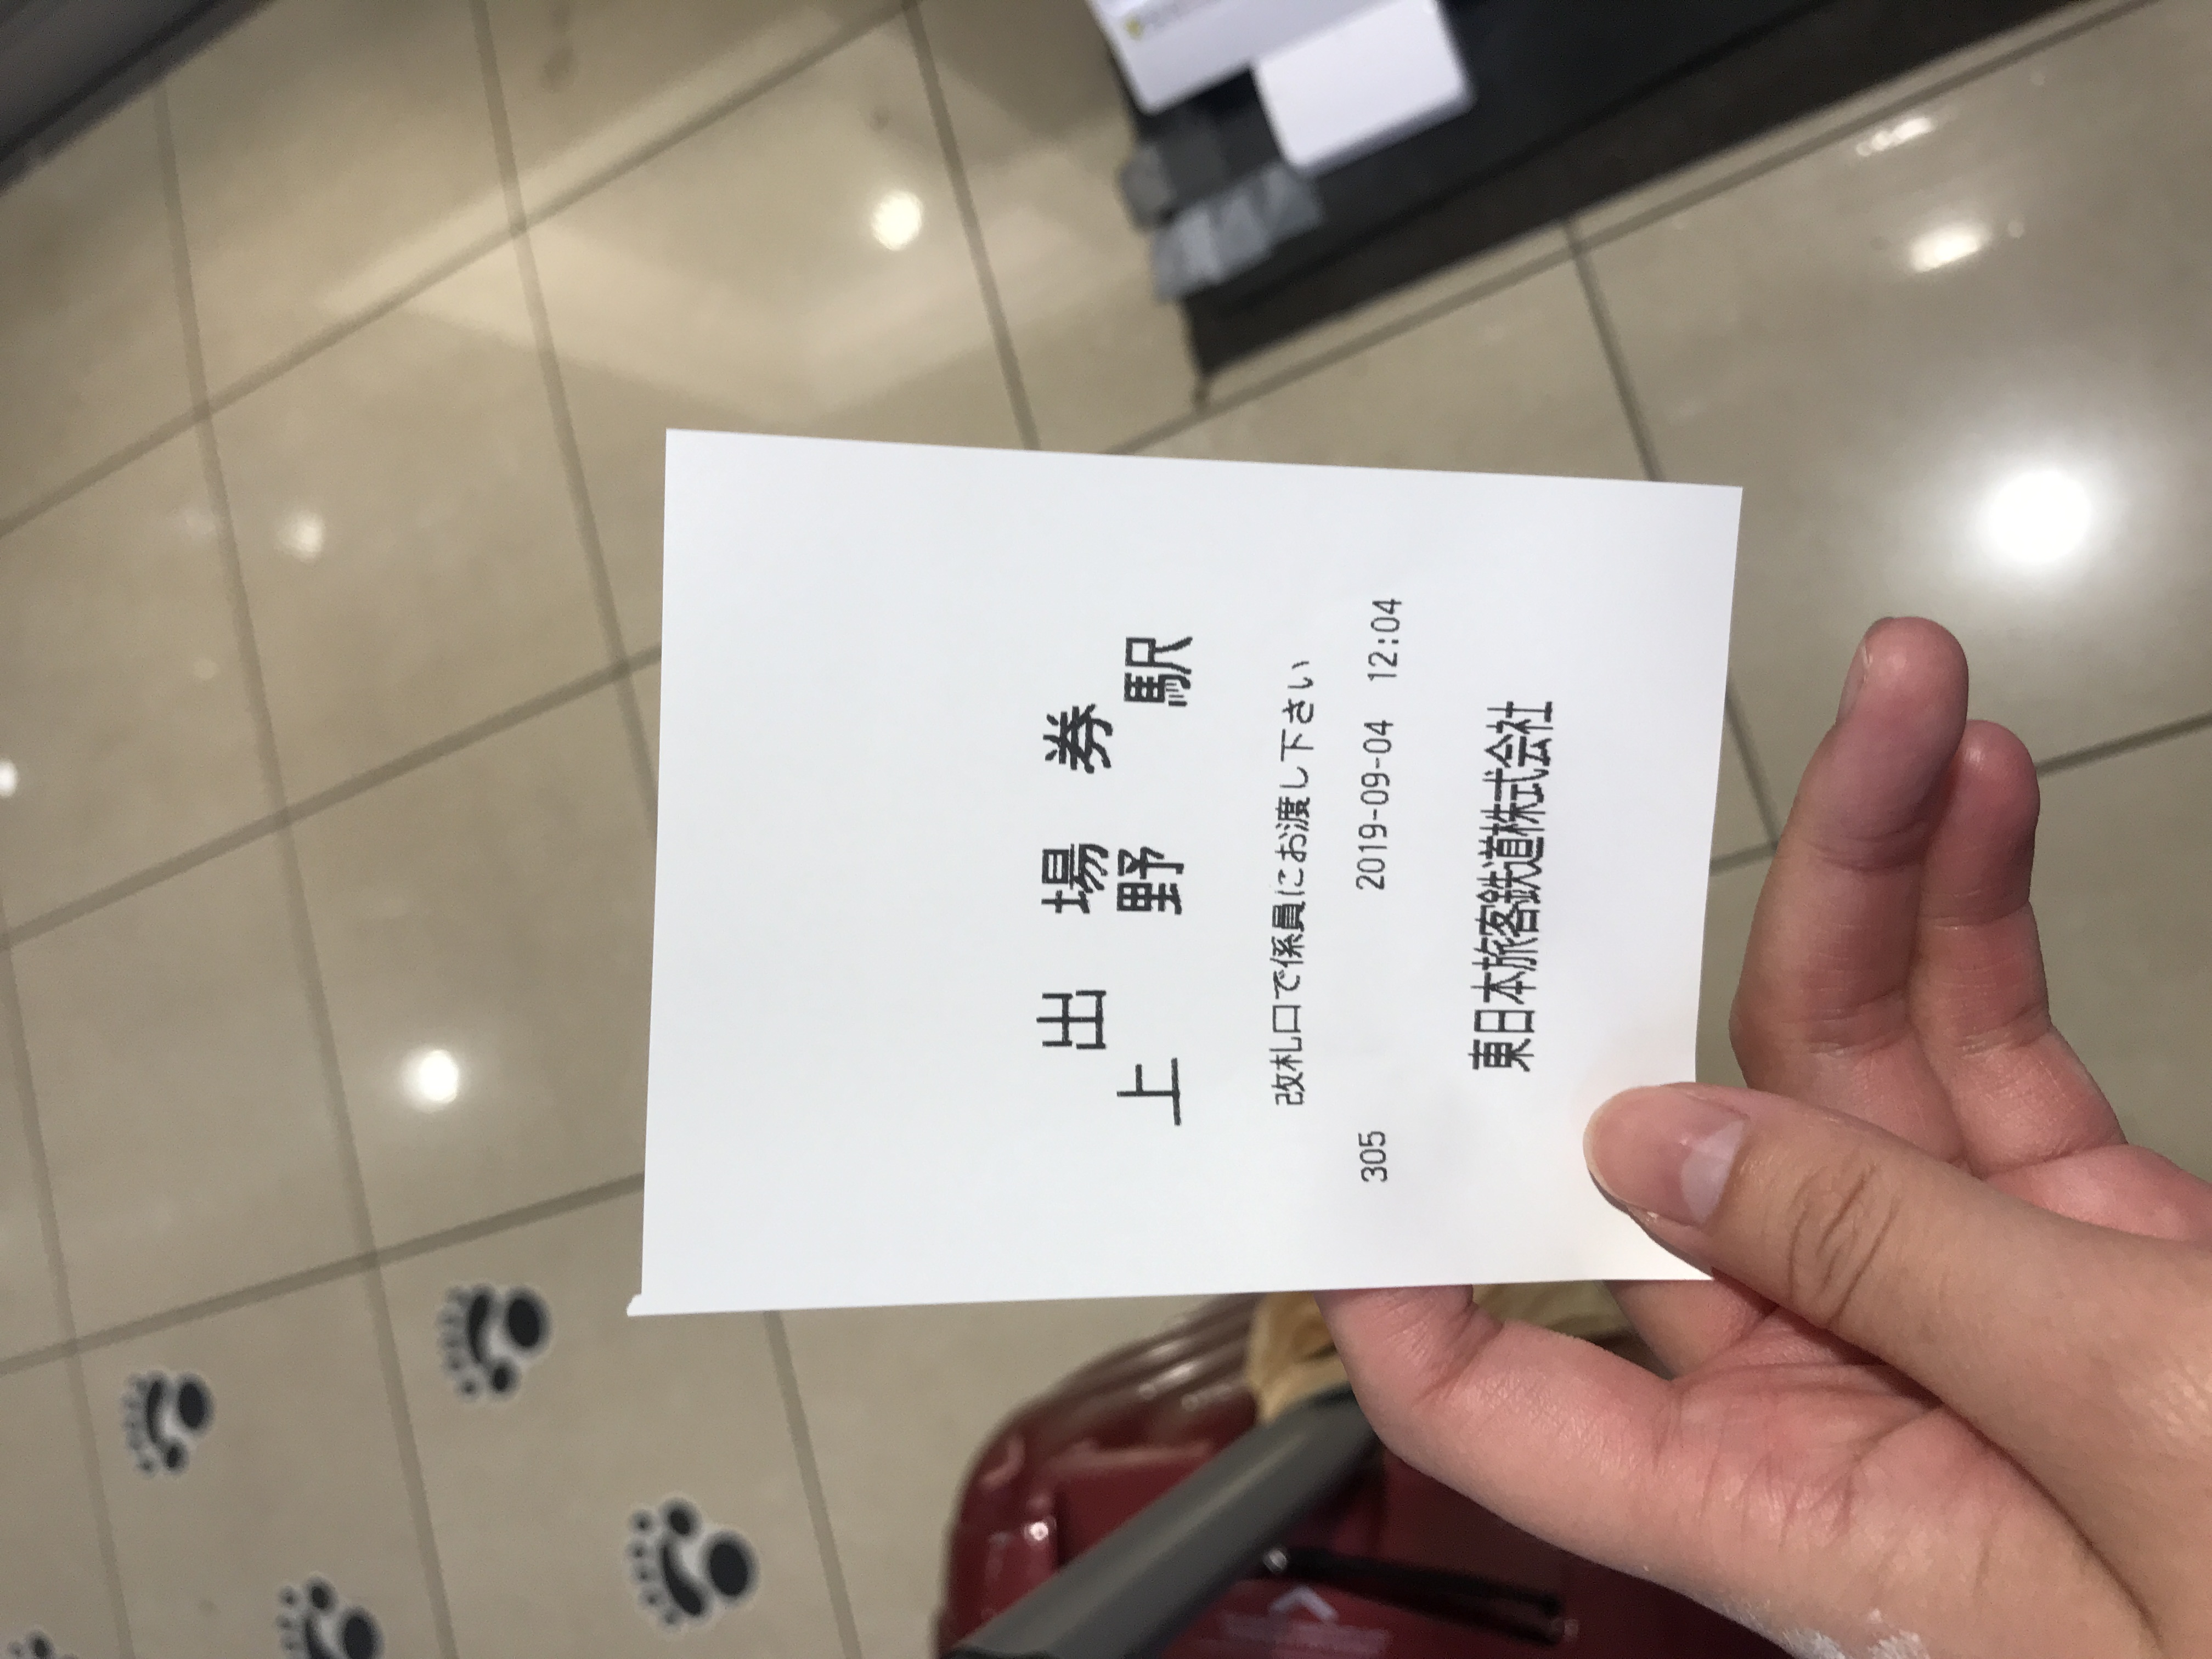 出場券
上野駅
改札口で係員にお渡し下さい
305 2019-09-04 12:04
東日本旅客鉄道株式会社